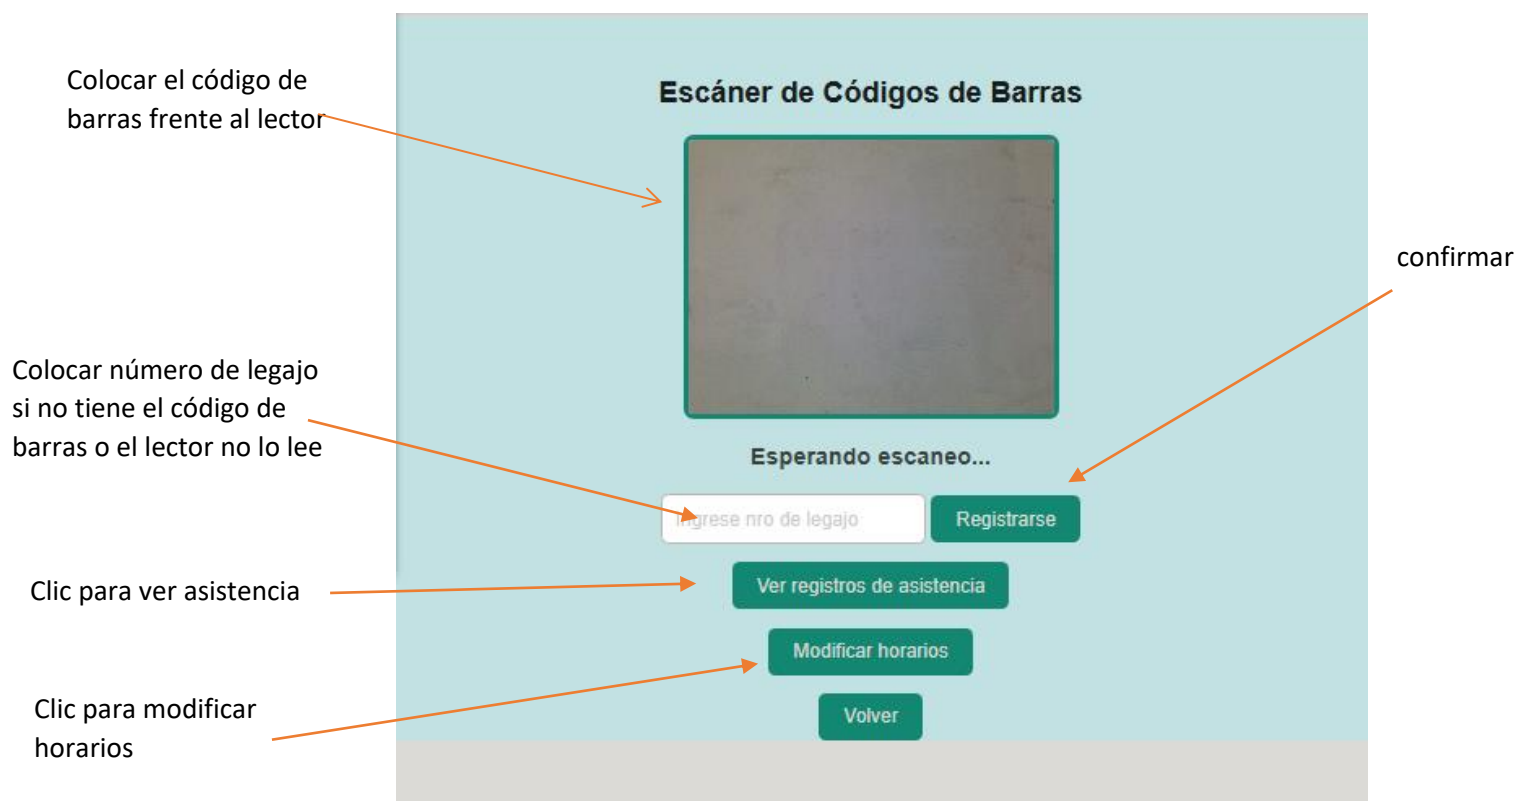 Colocar el código de
barras frente al lector
Escáner de Códigos de Barras
confirmar
Colocar número de legajo
si no tiene el código de
barras o el lector no lo lee
Esperando escaneo...
Ingrese nro de legajo
Registrarse
Clic para ver asistencia
Ver registros de asistencia
Modificar horarios
Clic para modificar
horarios
Volver